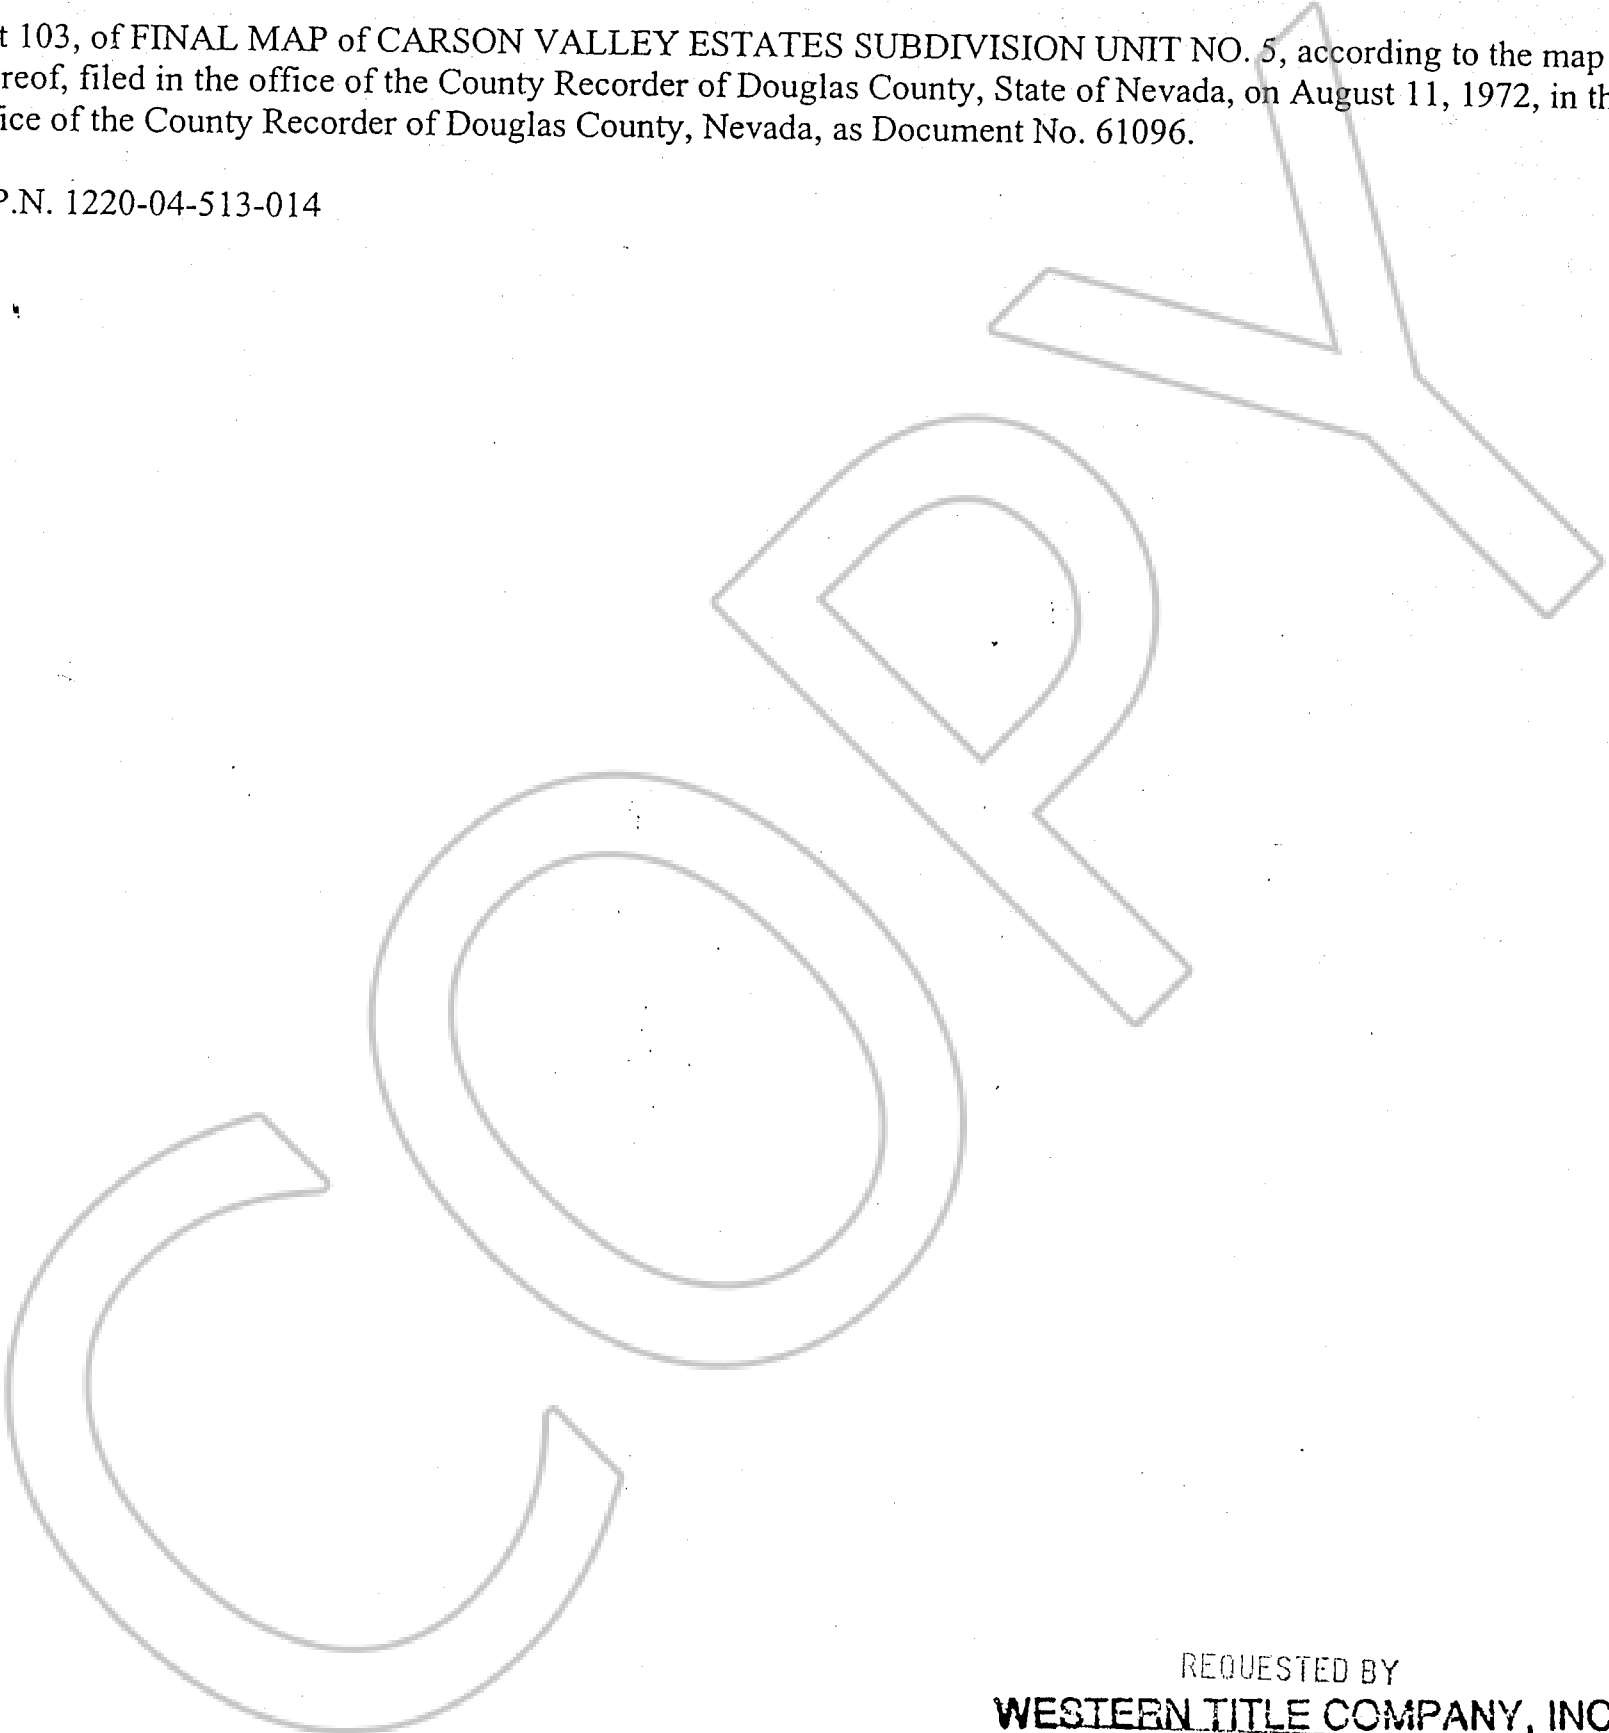 t 103, of FINAL MAP of CARSON VALLEY ESTATES SUBDIVISION UNIT NO. 5, according to the map
reof, filed in the office of the County Recorder of Douglas County, State of Nevada, on August 11, 1972, in th
ice of the County Recorder of Douglas County, Nevada, as Document No. 61096.
P.N. 1220-04-513-014
COPY
REQUESTED BY
WESTERN TITLE COMPANY, INC